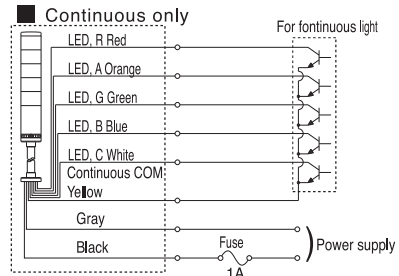 Continuous only
For fontinuous light
LED, R Red
LED, A Orange
LED, G Green
LED, B Blue
LED, C White
Continuous COM
Yellow
Gray
Black
Fuse
1A
Power supply